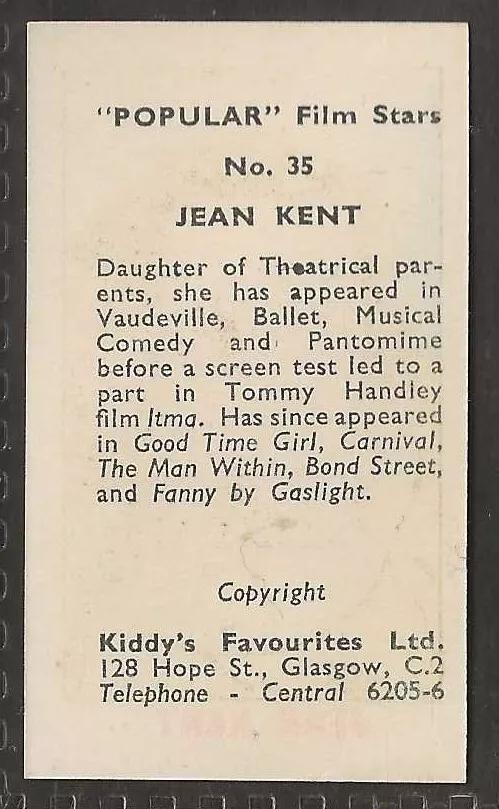 "POPULAR" Film Stars
No. 35
JEAN KENT
Daughter of Theatrical par-
ents, she has appeared in
Vaudeville, Ballet, Musical
Comedy and Pantomime
before a screen test led to a
part in Tommy Handley
film Itma. Has since appeared
in Good Time Girl, Carnival,
The Man Within, Bond Street,
and Fanny by Gaslight.
Copyright
Kiddy's Favourites Ltd.
128 Hope St., Glasgow, C.2
Telephone - Central 6205-6